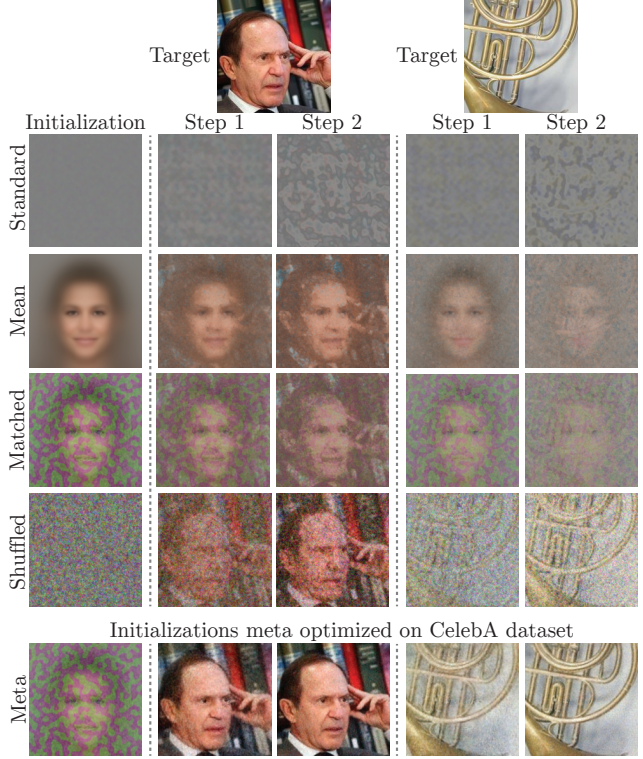 Target
Target
Initialization Step 1 Step 2 Step 1 Step 2
Standard
Mean
Matched
Shuffled
Initializations meta optimized on CelebA dataset
Meta